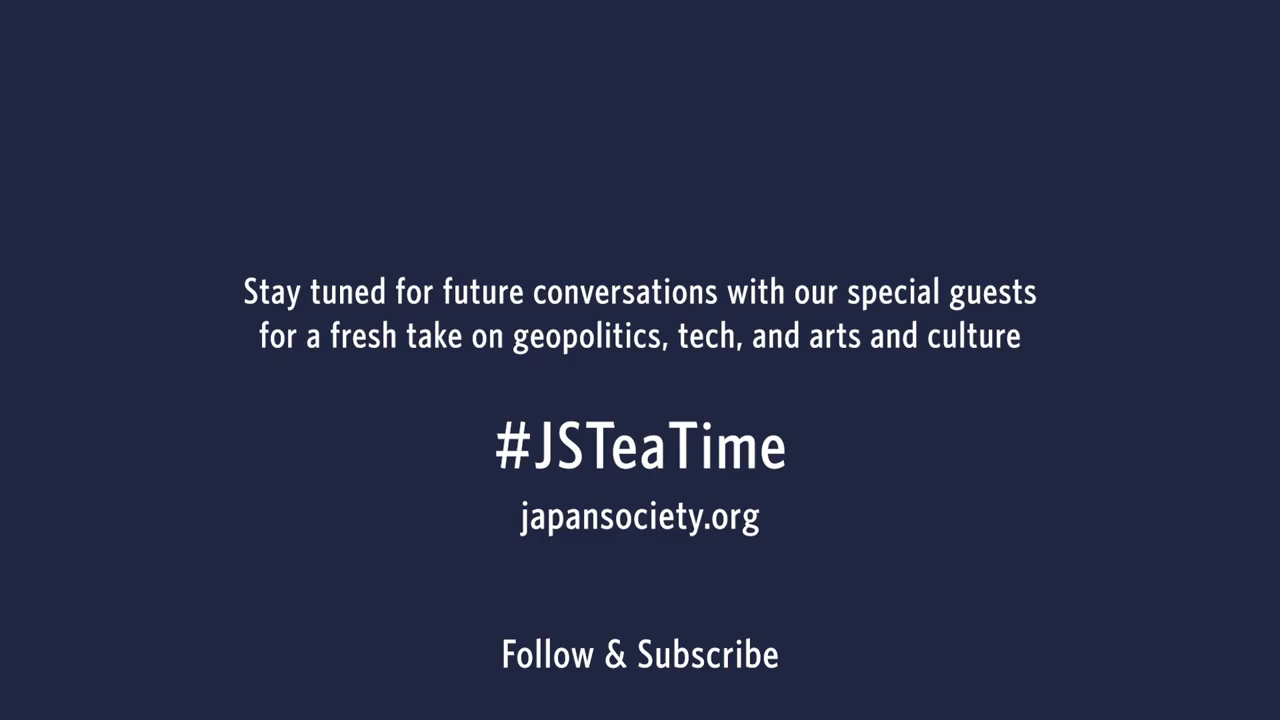 Stay tuned for future conversations with our special guests
for a fresh take on geopolitics, tech, and arts and culture
#JSTeaTime
japansociety.org
Follow & Subscribe